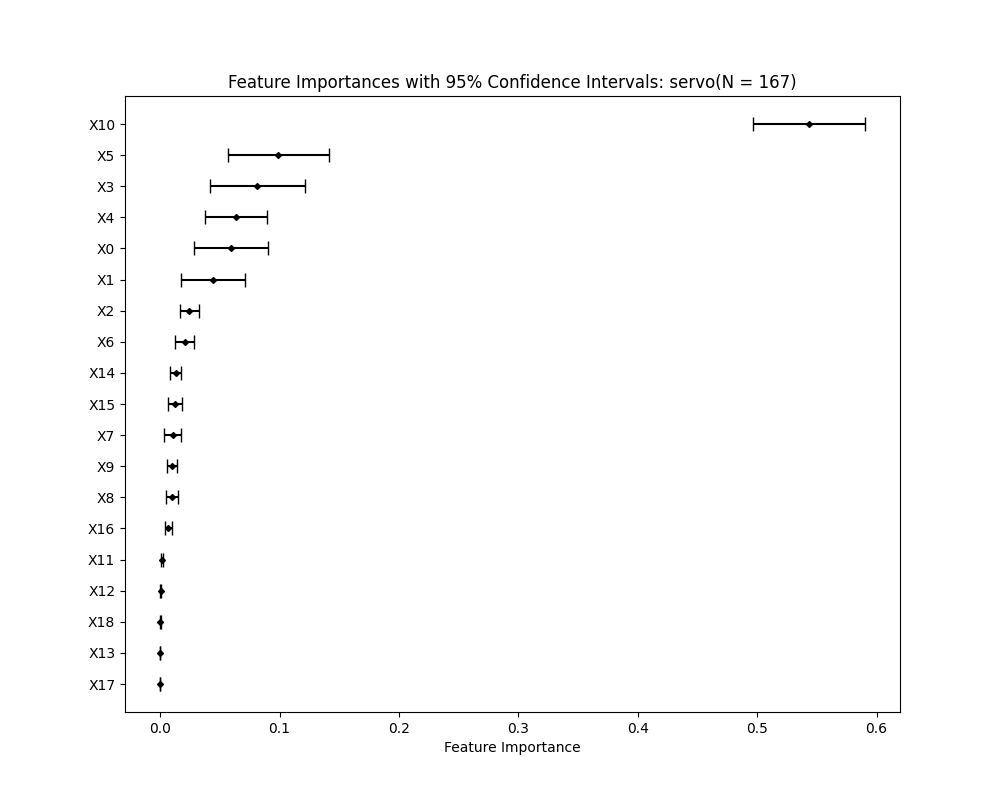 Feature Importances with 95% Confidence Intervals: servo(N = 167)
X10
X5
X3
X4
X0
X1
X2
X6
X14
X15
X7
X9
X8
X16
X11
X12
X18
X13
X17
0.0 0.1 0.2 0.3 0.4 0.5 0.6
Feature Importance